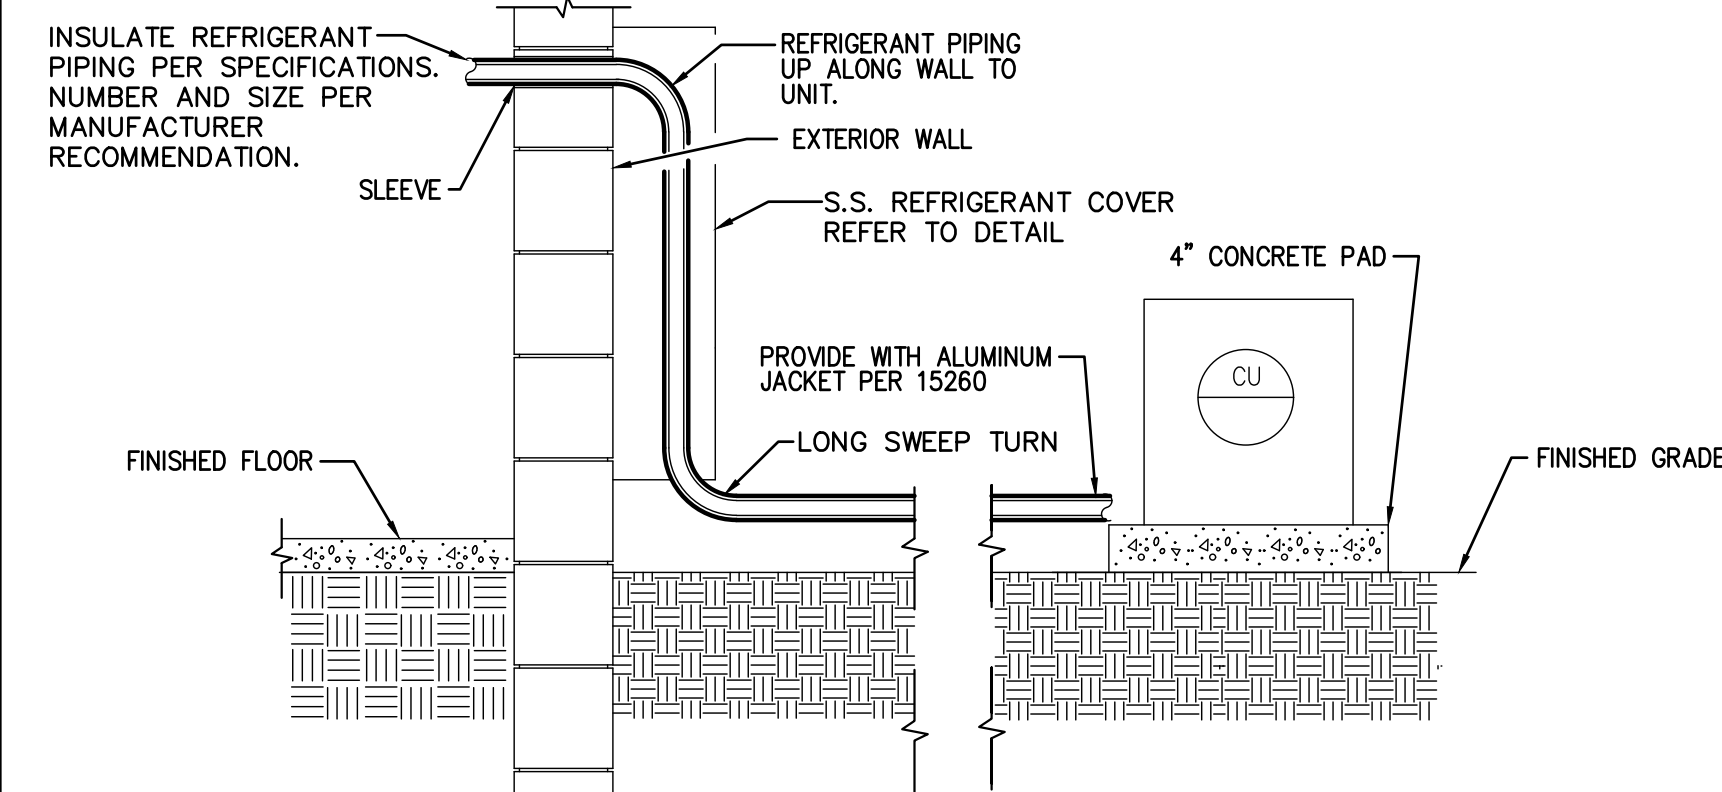 INSULATE REFRIGERANT
PIPING PER SPECIFICATIONS.
NUMBER AND SIZE PER
MANUFACTURER
RECOMMENDATION.
SLEEVE
REFRIGERANT PIPING
UP ALONG WALL TO
UNIT.
EXTERIOR WALL
S.S. REFRIGERANT COVER
REFER TO DETAIL
4" CONCRETE PAD
PROVIDE WITH ALUMINUM
JACKET PER 15260
CU
LONG SWEEP TURN
FINISHED FLOOR
FINISHED GRADE